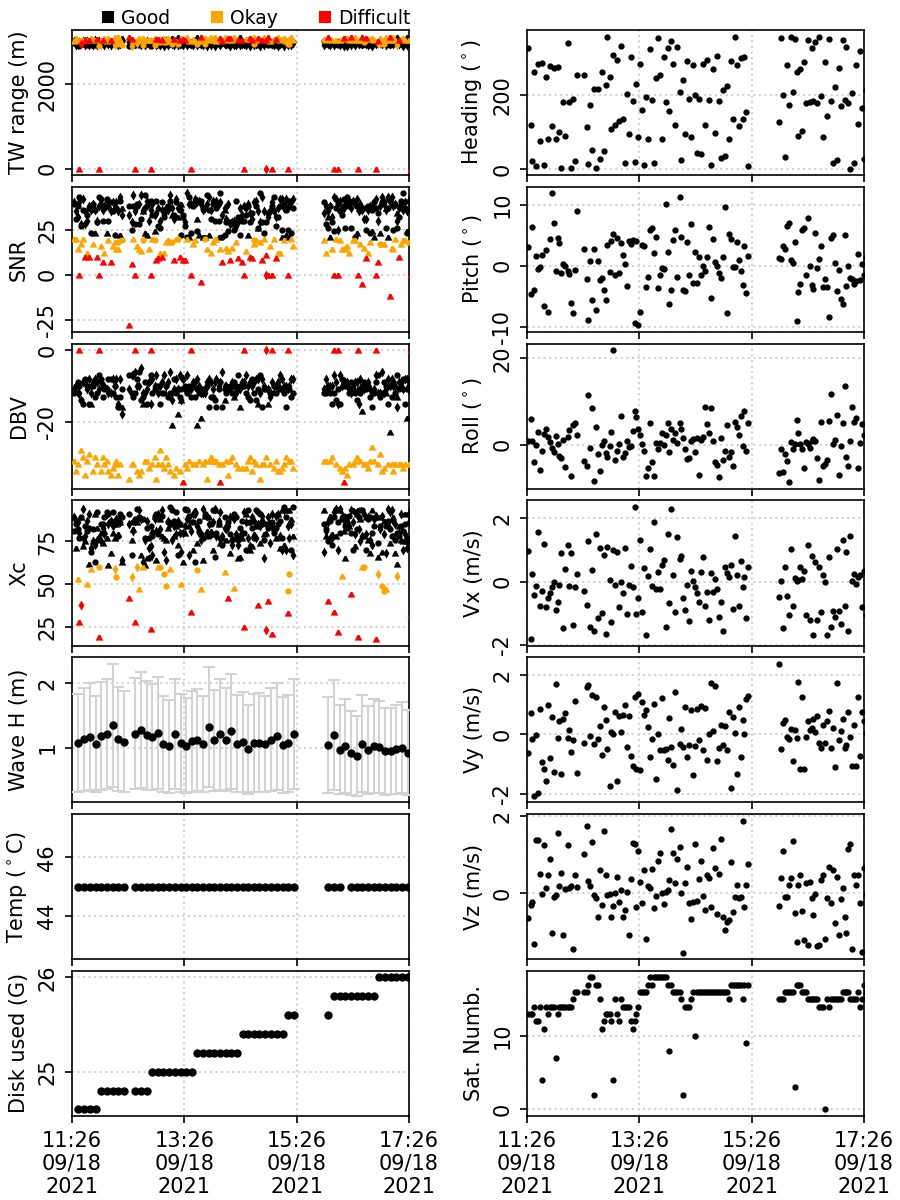 Good Okay Difficult
TW range (m)
2000
0
Heading (°)
200
0
SNR
25
0
-25
Pitch (°)
10
0
-10
DBV
0
-20
Roll (°)
20
0
Xc
75
50
25
Vx (m/s)
2
0
-2
Wave H (m)
2
1
Vy (m/s)
2
0
-2
Temp (°C)
46
44
Vz (m/s)
2
0
Disk used (G)
26
25
Sat. Numb.
10
0
11:26 13:26 15:26 17:26 11:26 13:26 15:26 17:26
09/18 09/18 09/18 09/18 09/18 09/18 09/18 09/18
2021 2021 2021 2021 2021 2021 2021 2021